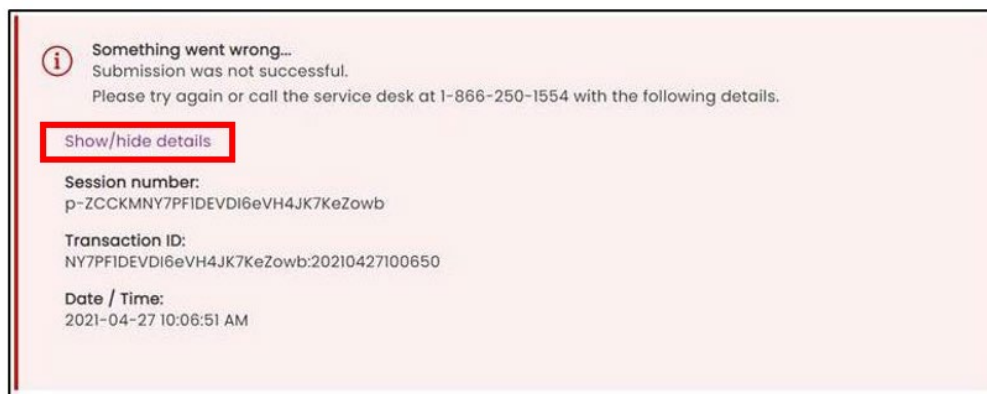 Something went wrong...
Submission was not successful.
Please try again or call the service desk at 1-866-250-1554 with the following details.
Show/hide details
Session number:
p-ZCCKMNY7PF1DEVDI6eVH4JK7KeZowb
Transaction ID:
NY7PF1DEVDI6eVH4JK7KeZowb:20210427100650
Date / Time:
2021-04-27 10:06:51 AM